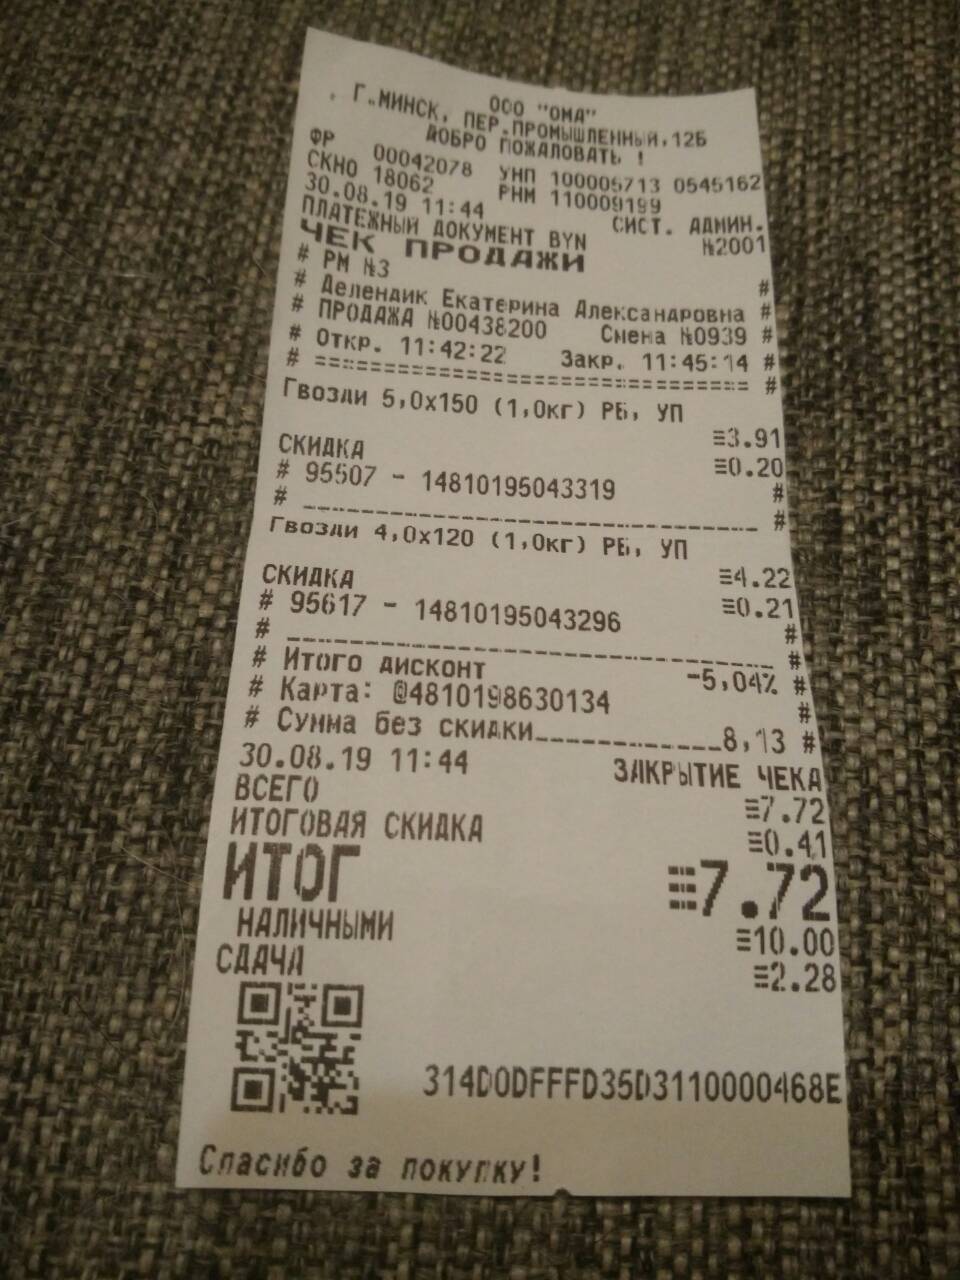 ООО "ОМА"
Г.МИНСК, ПЕР.ПРОМЫШЛЕННЫЙ,12Б
ДОБРО ПОЖАЛОВАТЬ !
ФР 00042078 УНП 100005713 0545162
СКНО 18062 РНМ 110009199
30.08.19 11:44 СИСТ. АДМИН.
ПЛАТЕЖНЫЙ ДОКУМЕНТ BYN №2001
ЧЕК ПРОДАЖИ
# РМ №3 #
# Делендик Екатерина Александровна #
# ПРОДАЖА №00438200 Смена №0939 #
# Откр. 11:42:22 Закр. 11:45:14 #
# ================================ #
Гвозди 5,0х150 (1,0кг) РБ, УП
≡3.91
СКИДКА ≡0.20
# 95507 - 14810195043319 #
# ________________________________ #
Гвозди 4,0х120 (1,0кг) РБ, УП
≡4.22
СКИДКА ≡0.21
# 95617 - 14810195043296 #
# ________________________________ #
# Итого дисконт -5,04% #
# Карта: @4810198630134 #
# Сумма без скидки_____________8,13 #
30.08.19 11:44 ЗАКРЫТИЕ ЧЕКА
ВСЕГО ≡7.72
ИТОГОВАЯ СКИДКА ≡0.41
ИТОГ ≡7.72
НАЛИЧНЫМИ ≡10.00
СДАЧА ≡2.28
314D0DFFFD35D3110000468E
Спасибо за покупку!